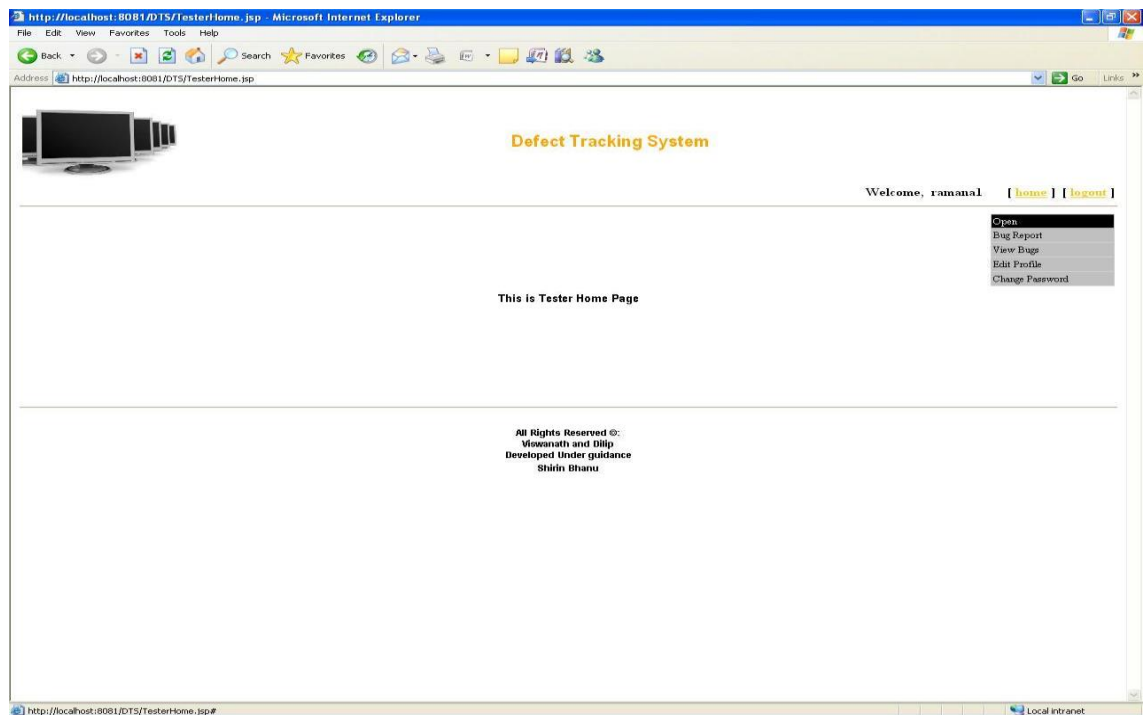 http://localhost:8081/DTS/TesterHome.jsp - Microsoft Internet Explorer
File Edit View Favorites Tools Help
Back Search Favorites
Address http://localhost:8081/DTS/TesterHome.jsp Go Links »
Defect Tracking System
Welcome, ramana1 [ home ] [ logout ]
Open
Bug Report
View Bugs
Edit Profile
Change Password
This is Tester Home Page
All Rights Reserved ©:
Viswanath and Dilip
Developed Under guidance
Shirin Bhanu
http://localhost:8081/DTS/TesterHome.jsp# Local intranet